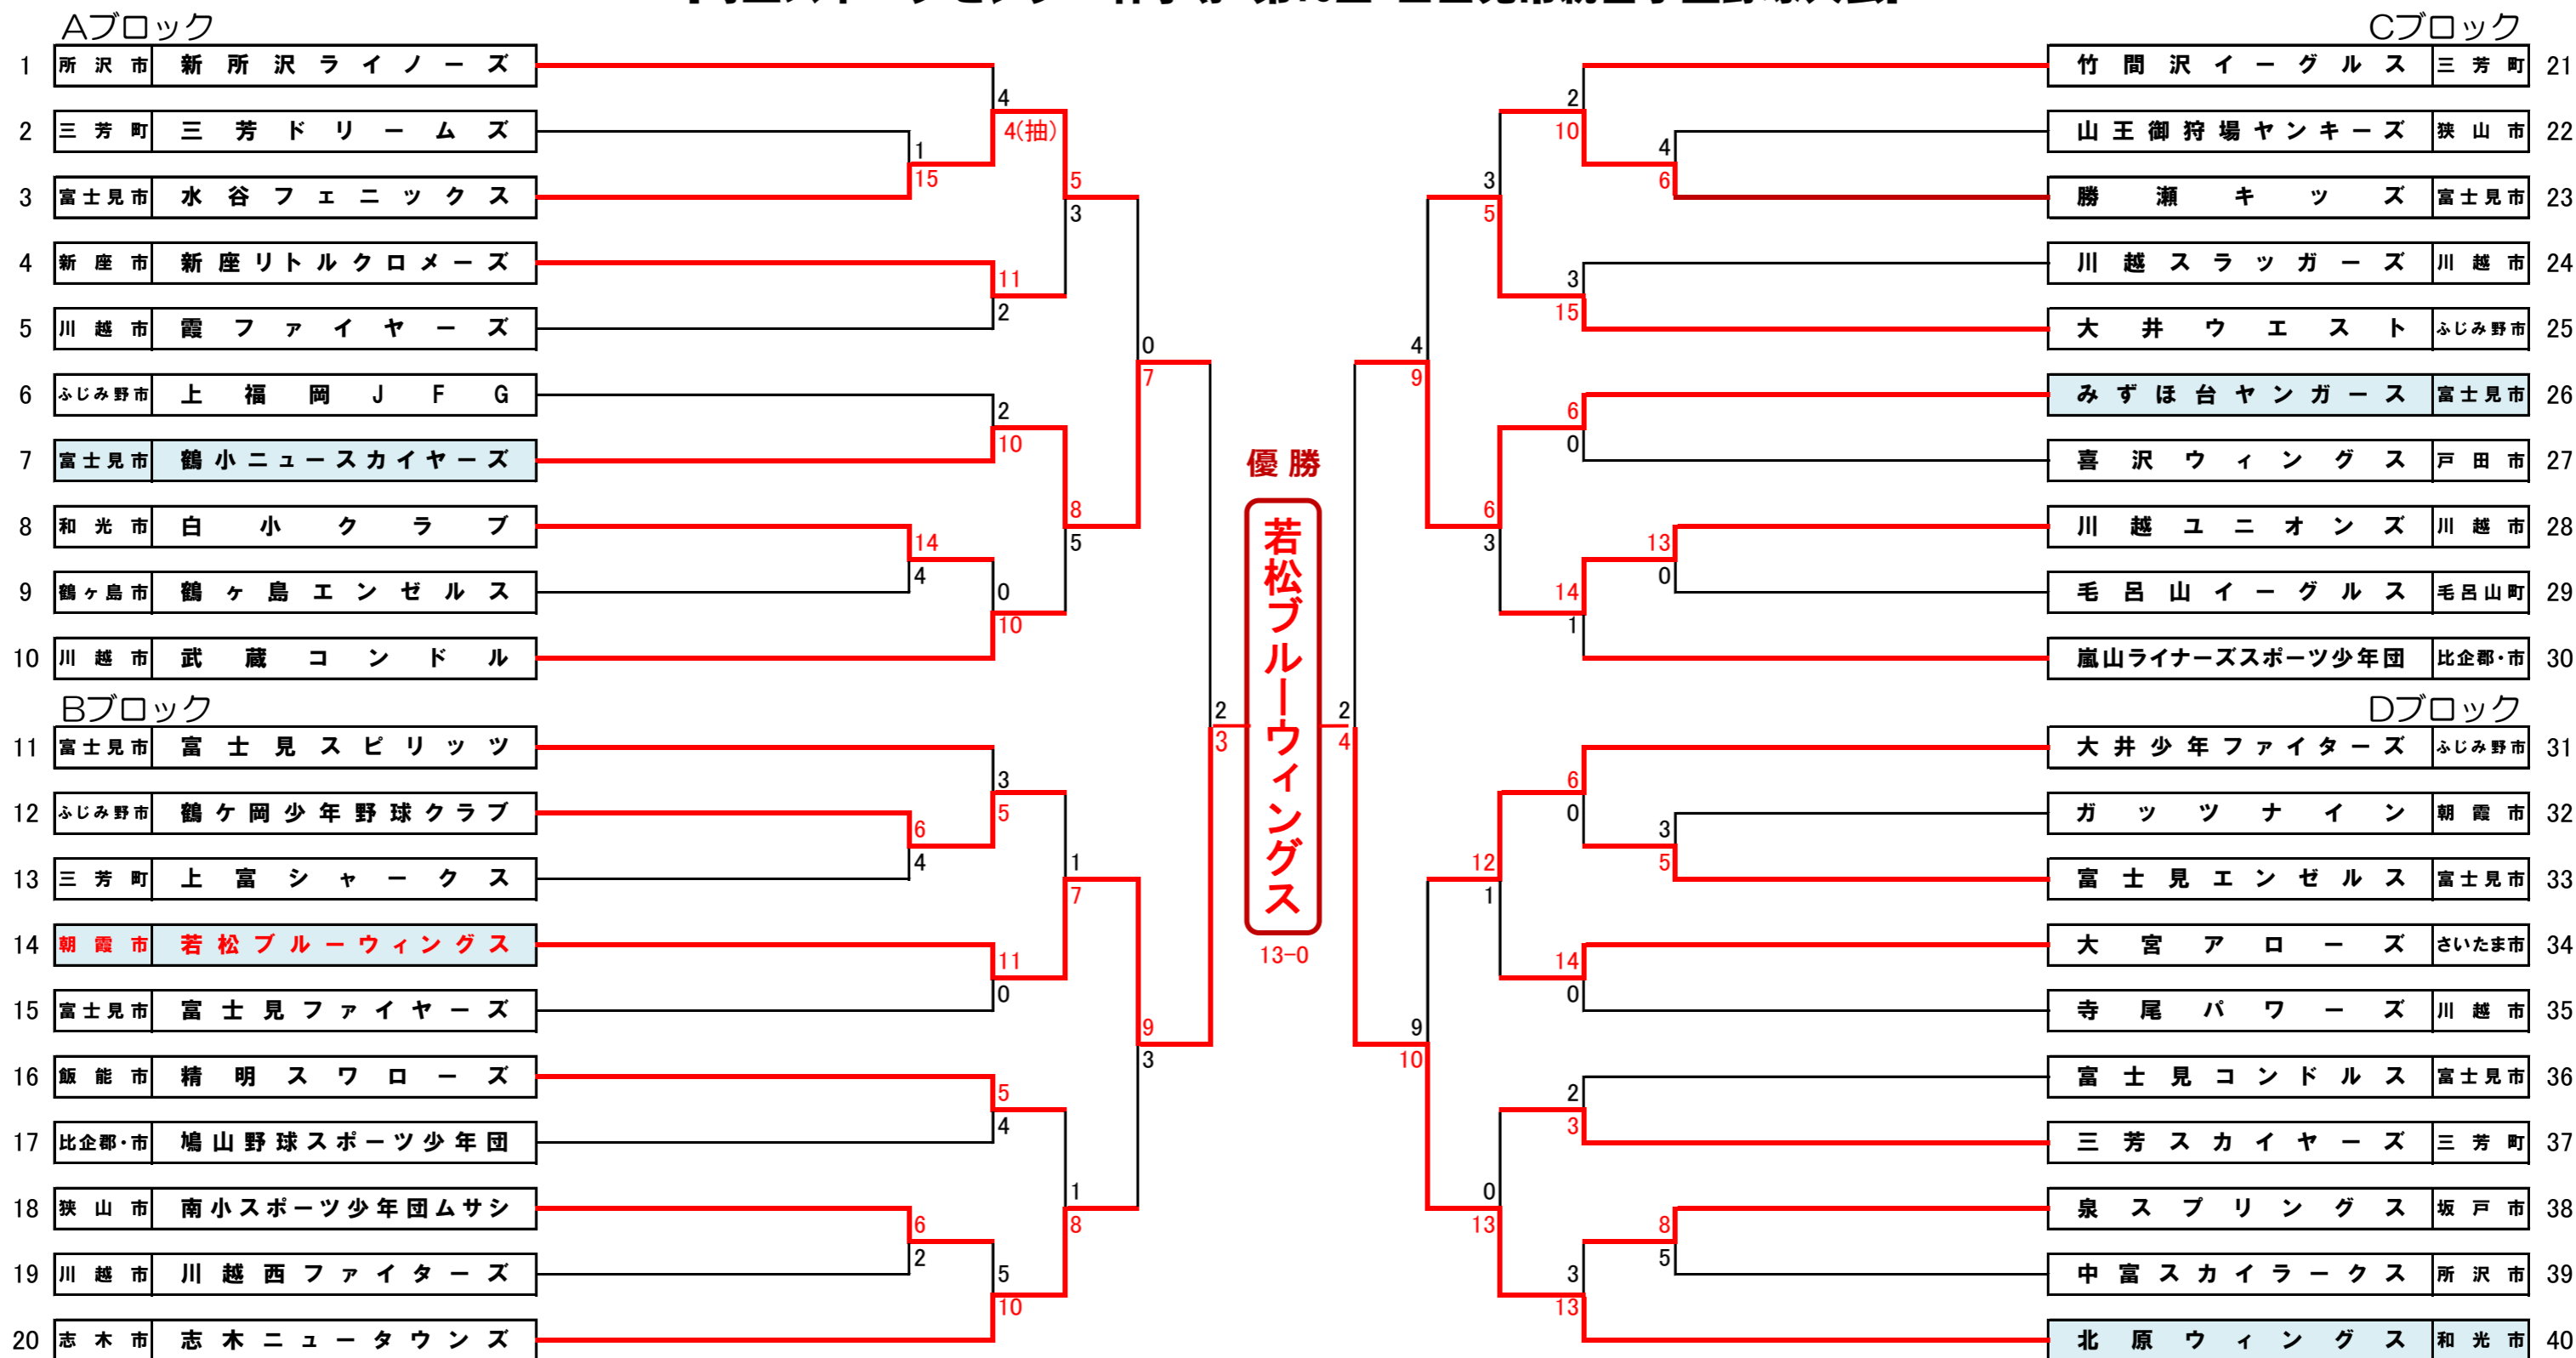 Aブロック
1 所沢市 新所沢ライノーズ
2 三芳町 三芳ドリームズ
3 富士見市 水谷フェニックス
4 新座市 新座リトルクロメーズ
5 川越市 霞ファイヤーズ
6 ふじみ野市 上福岡JFG
7 富士見市 鶴小ニュースカイヤーズ
8 和光市 白小クラブ
9 鶴ヶ島市 鶴ヶ島エンゼルス
10 川越市 武蔵コンドル
4
4(抽)
1
15
5
3
11
2
0
7
2
10
8
5
14
4
0
10
Bブロック
11 富士見市 富士見スピリッツ
12 ふじみ野市 鶴ケ岡少年野球クラブ
13 三芳町 上富シャークス
14 朝霞市 若松ブルーウィングス
15 富士見市 富士見ファイヤーズ
16 飯能市 精明スワローズ
17 比企郡・市 鳩山野球スポーツ少年団
18 狭山市 南小スポーツ少年団ムサシ
19 川越市 川越西ファイターズ
20 志木市 志木ニュータウンズ
2
3
3
5
6
4
1
7
11
0
9
3
5
4
1
8
6
2
5
10
優勝
若松ブルーウィングス
13-0
Cブロック
竹間沢イーグルス 三芳町 21
山王御狩場ヤンキーズ 狭山市 22
勝瀬キッズ 富士見市 23
川越スラッガーズ 川越市 24
大井ウエスト ふじみ野市 25
みずほ台ヤンガース 富士見市 26
喜沢ウィングス 戸田市 27
川越ユニオンズ 川越市 28
毛呂山イーグルス 毛呂山町 29
嵐山ライナーズスポーツ少年団 比企郡・市 30
2
10
4
6
3
5
3
15
4
9
6
0
6
3
13
0
14
1
Dブロック
大井少年ファイターズ ふじみ野市 31
ガッツナイン 朝霞市 32
富士見エンゼルス 富士見市 33
大宮アローズ さいたま市 34
寺尾パワーズ 川越市 35
富士見コンドルス 富士見市 36
三芳スカイヤーズ 三芳町 37
泉スプリングス 坂戸市 38
中富スカイラークス 所沢市 39
北原ウィングス 和光市 40
2
4
6
0
3
5
12
1
14
0
9
10
2
3
0
13
8
5
3
13